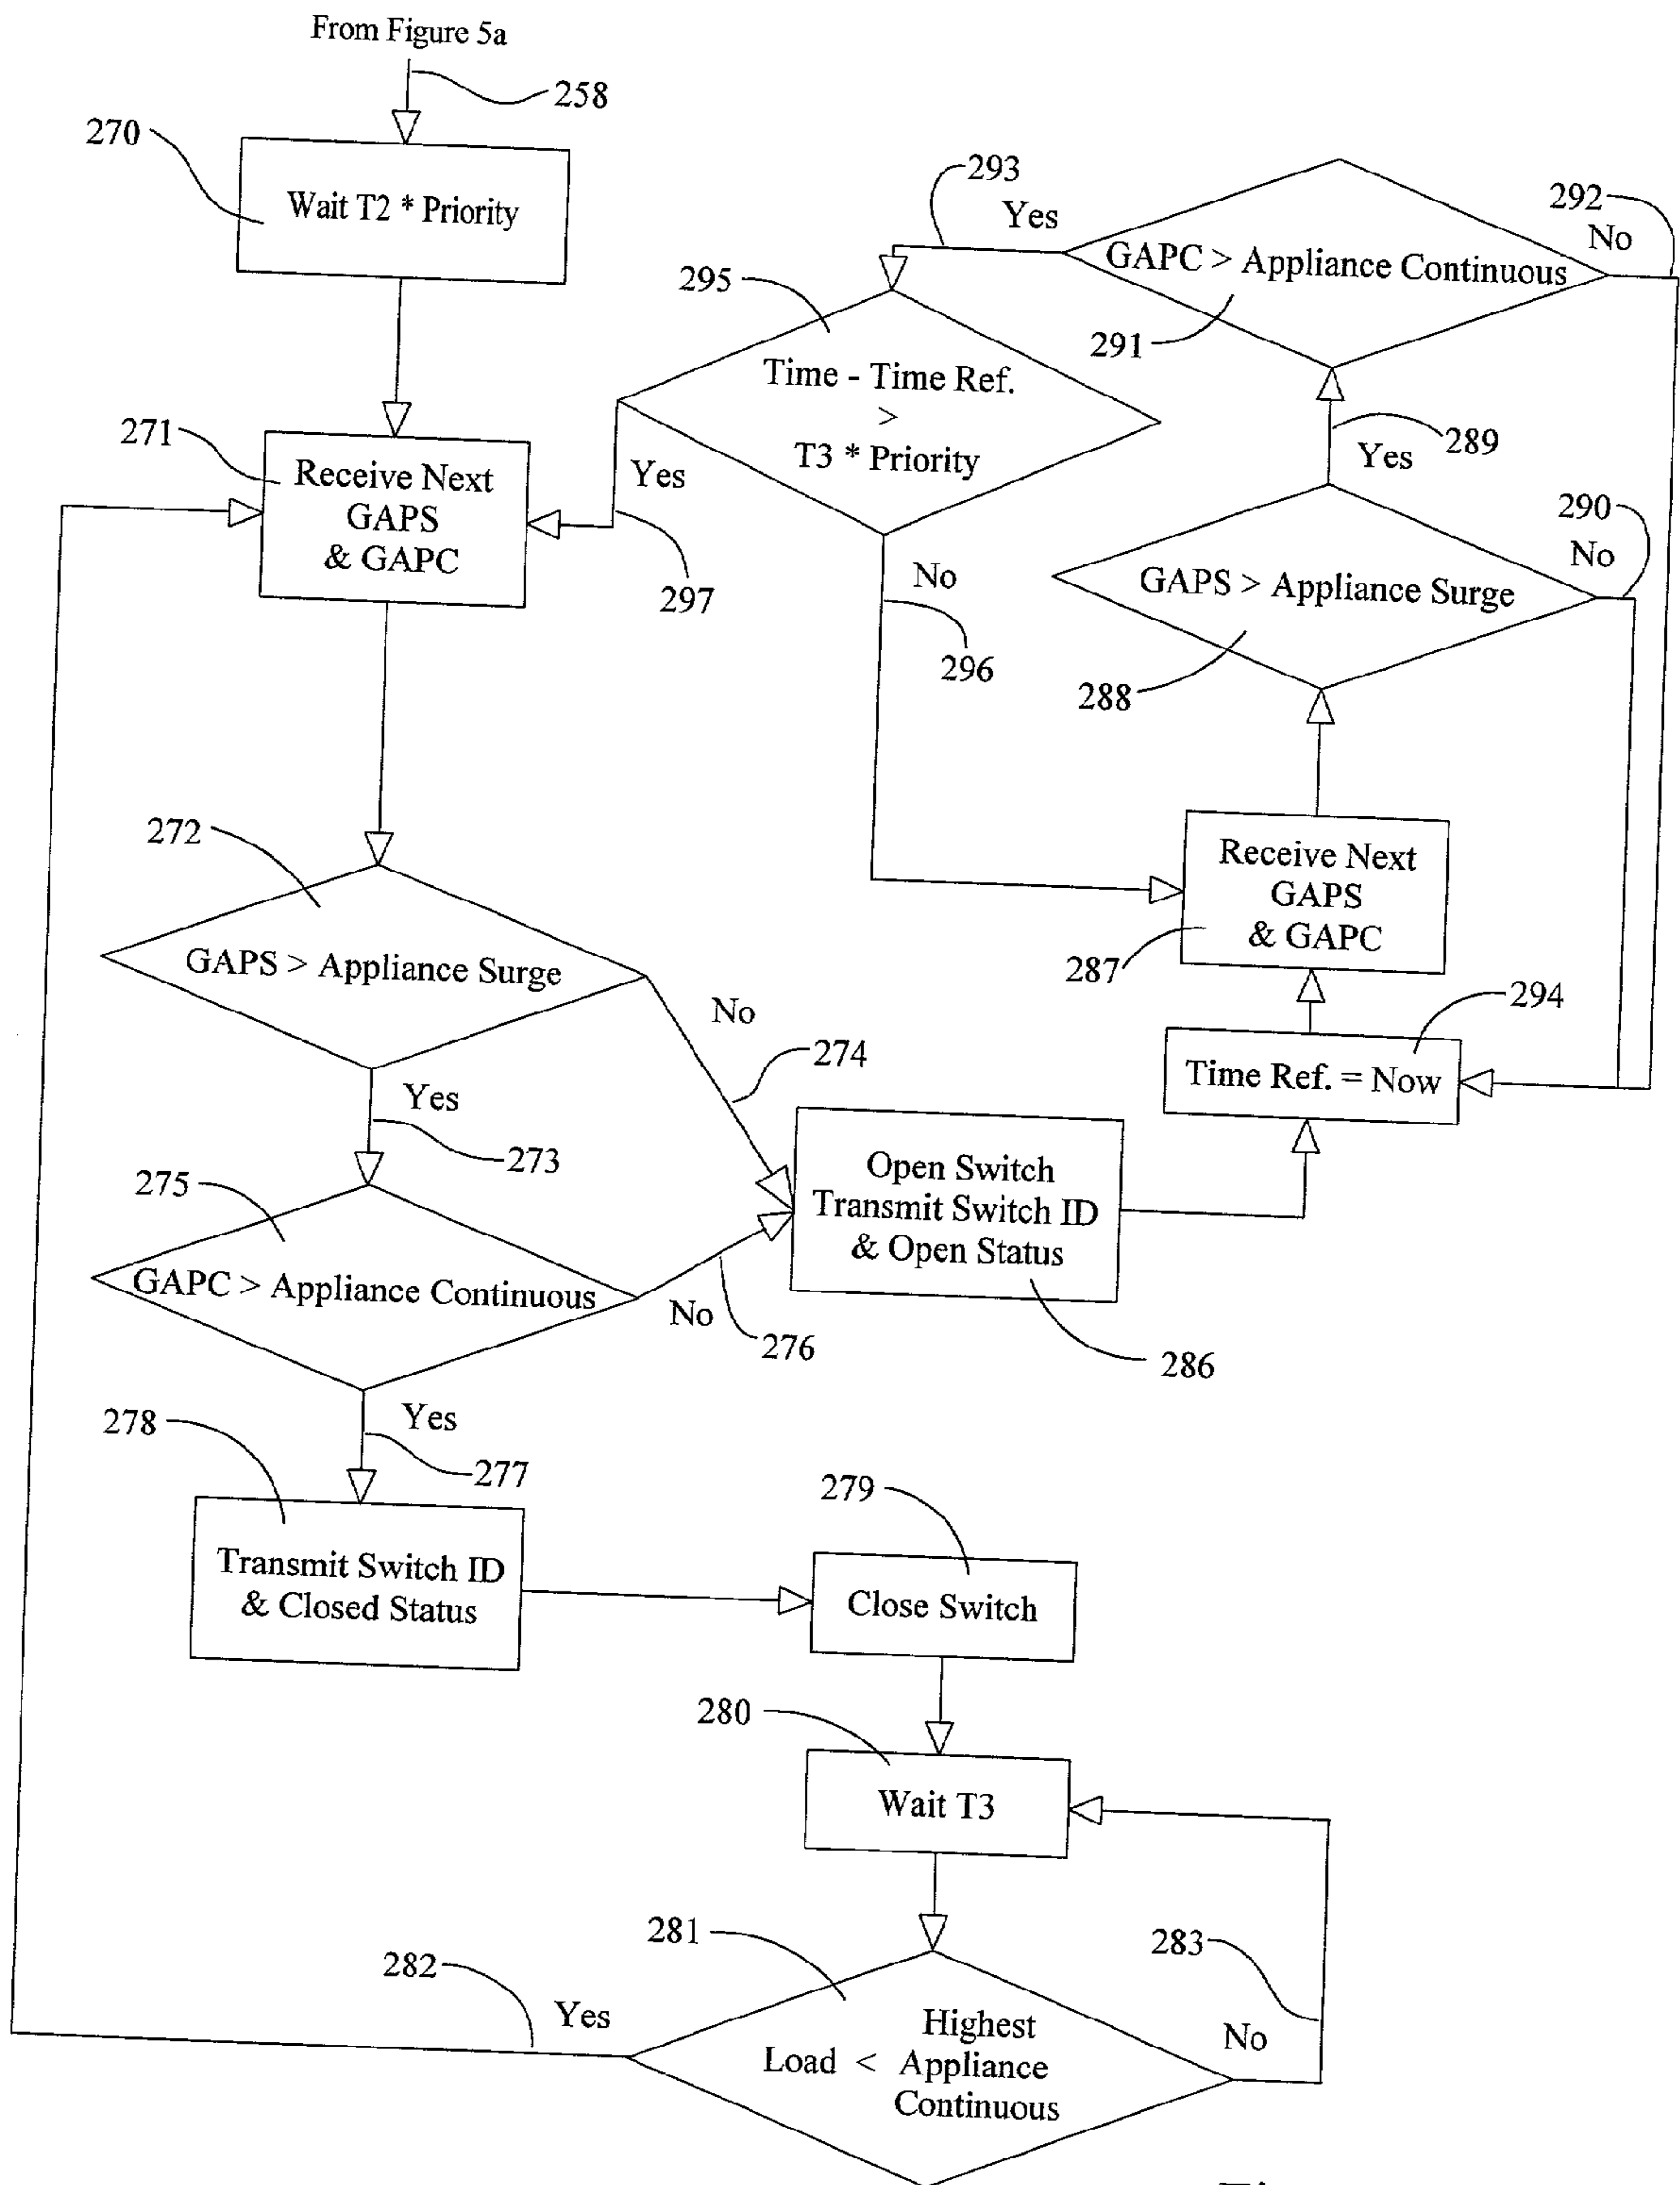 From Figure 5a
258
270
Wait T2 * Priority
271
Receive Next
GAPS
& GAPC
272
GAPS > Appliance Surge
No
274
Yes
273
275
GAPC > Appliance Continuous
No
276
Yes
277
278
Transmit Switch ID
& Closed Status
279
Close Switch
280
Wait T3
281
Highest
Load < Appliance
Continuous
282
Yes
283
No
Open Switch
Transmit Switch ID
& Open Status
286
294
Time Ref. = Now
Receive Next
GAPS
& GAPC
287
GAPS > Appliance Surge
288
Yes
289
No
290
GAPC > Appliance Continuous
291
No
292
Yes
293
295
Time - Time Ref.
>
T3 * Priority
Yes
297
No
296